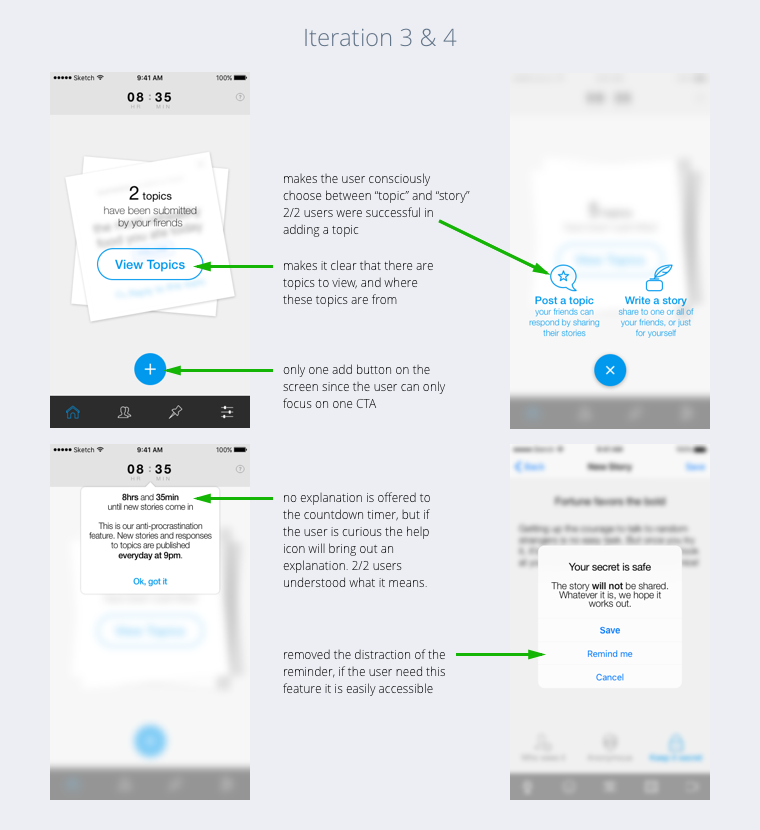 Iteration 3 & 4
Sketch
9:41 AM
100%
08 : 35
HR MIN
2 topics
have been submitted
by your firends
View Topics
makes the user consciously
choose between “topic” and “story”
2/2 users were successful in
adding a topic
makes it clear that there are
topics to view, and where
these topics are from
only one add button on the
screen since the user can only
focus on one CTA
Post a topic
your friends can
respond by sharing
their stories
Write a story
share to one or all of
your friends, or just
for yourself
Sketch
9:41 AM
100%
08 : 35
8hrs and 35min
until new stories come in
This is our anti-procrastination
feature. New stories and responses
to topics are published
everyday at 9pm.
Ok, got it
no explanation is offered to
the countdown timer, but if
the user is curious the help
icon will bring out an
explanation. 2/2 users
understood what it means.
removed the distraction of the
reminder, if the user need this
feature it is easily accessible
Back
New Story
Save
Fortune favors the bold
Your secret is safe
The story will not be shared.
Whatever it is, we hope it
works out.
Save
Remind me
Cancel